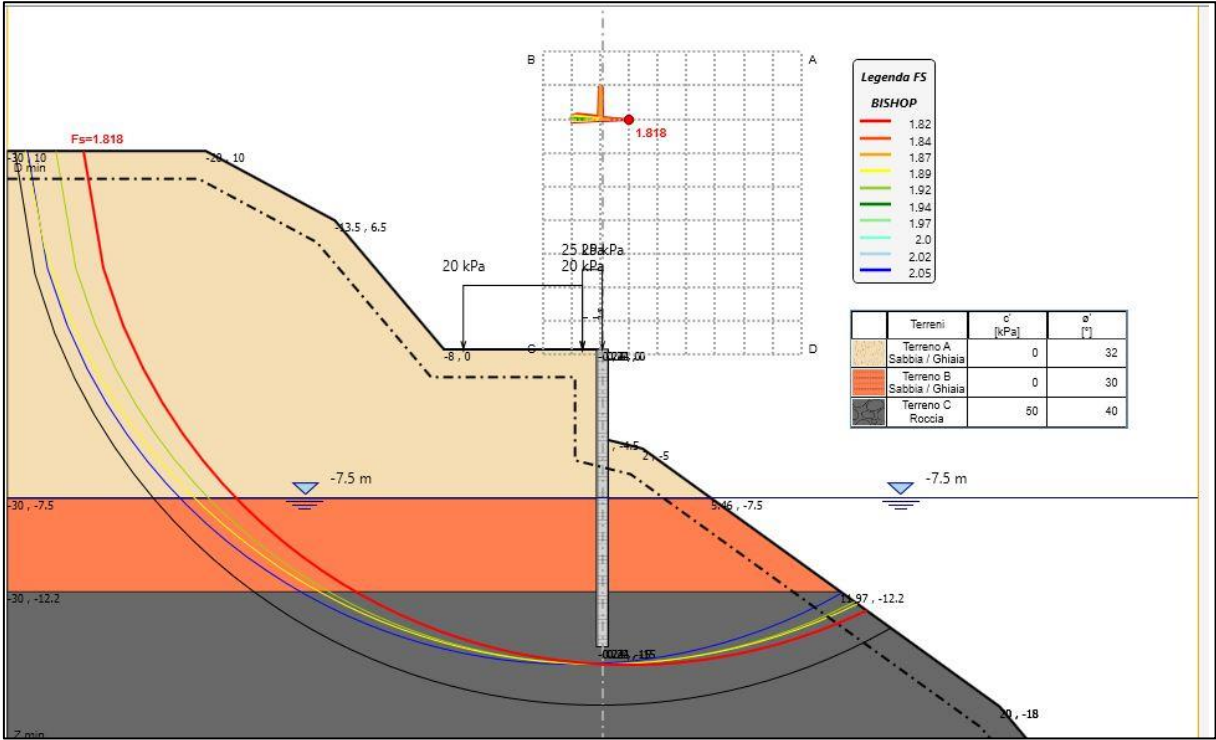 B
A
Legenda FS
BISHOP
1.82
1.84
1.87
1.89
1.92
1.94
1.97
2.0
2.02
2.05
1.818
Fs=1.818
-30 , 10
, 10
D min
-13.5 , 6.5
25
kPa
20 kPa
20 kPa
C
D
-8 , 0
Terreni
c'
[kPa]
ø'
[°]
Terreno A
Sabbia / Ghiaia
0
32
Terreno B
Sabbia / Ghiaia
0
30
Terreno C
Roccia
50
40
, -4.5
2 , -5
-7.5 m
-7.5 m
-30 , -7.5
5.46 , -7.5
-30 , -12.2
11.97 , -12.2
20 , -18
Z min